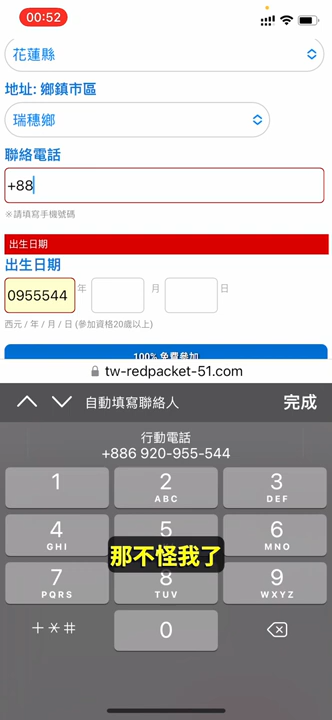 00:52
花蓮縣
地址: 鄉鎮市區
瑞穗鄉
聯絡電話
+88
※請填寫手機號碼
出生日期
出生日期
0955544 年 月 日
西元 / 年 / 月 / 日 (參加資格20歲以上)
100% 免費參加
tw-redpacket-51.com
自動填寫聯絡人 完成
行動電話
+886 920-955-544
1 2 3
ABC DEF
4 5 6
GHI MNO
那不怪我了
7 8 9
PQRS TUV WXYZ
+*# 0